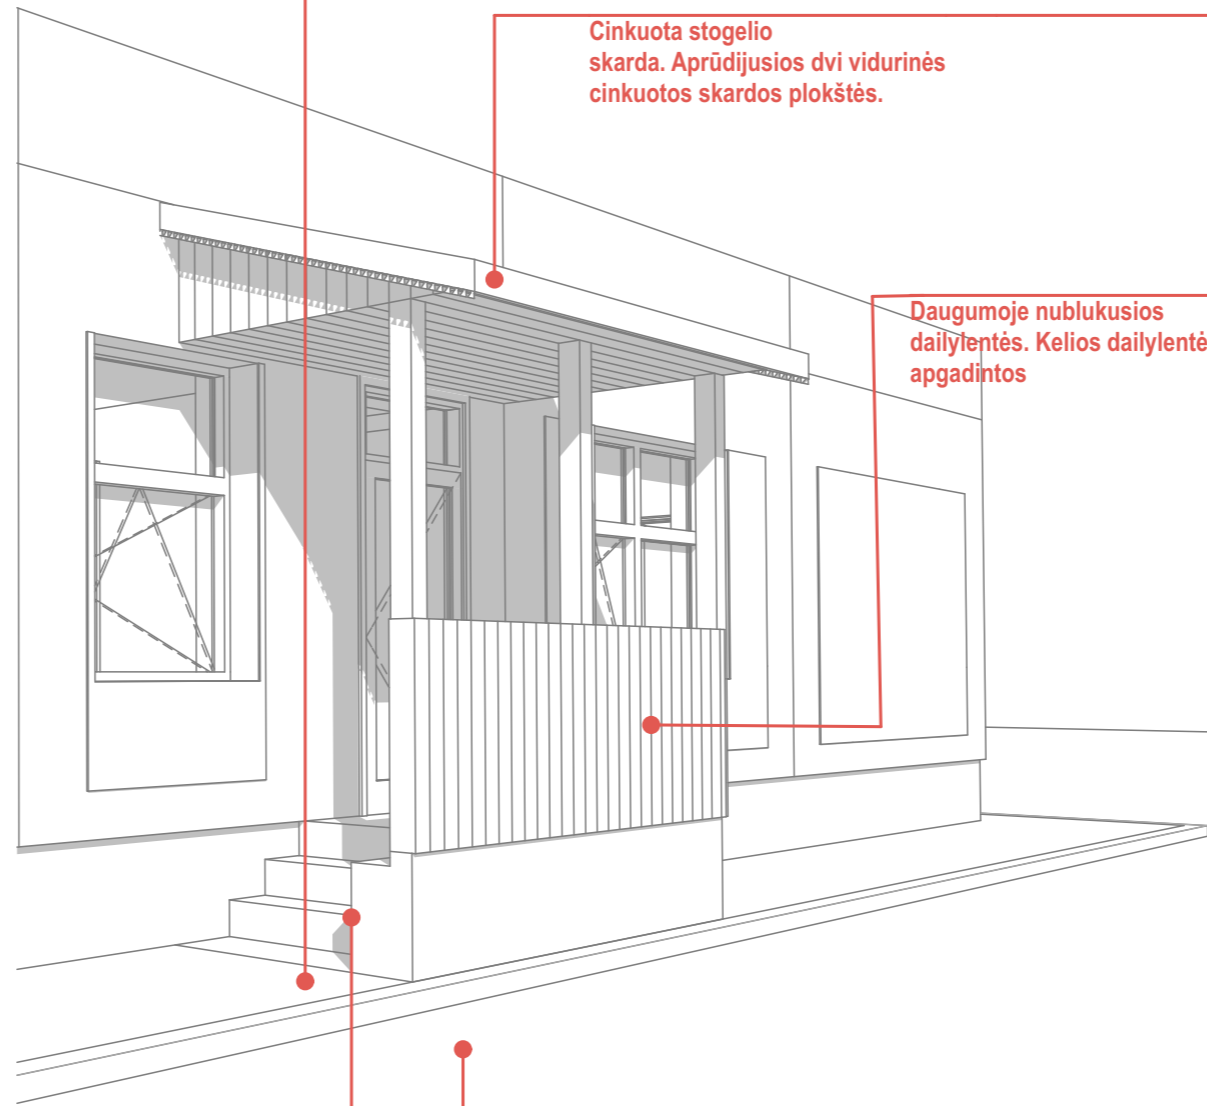 Cinkuota stogelio
skarda. Aprūdijusios dvi vidurinės
cinkuotos skardos plokštės.
Daugumoje nublukusios
dailylentės. Kelios dailylentė
apgadintos